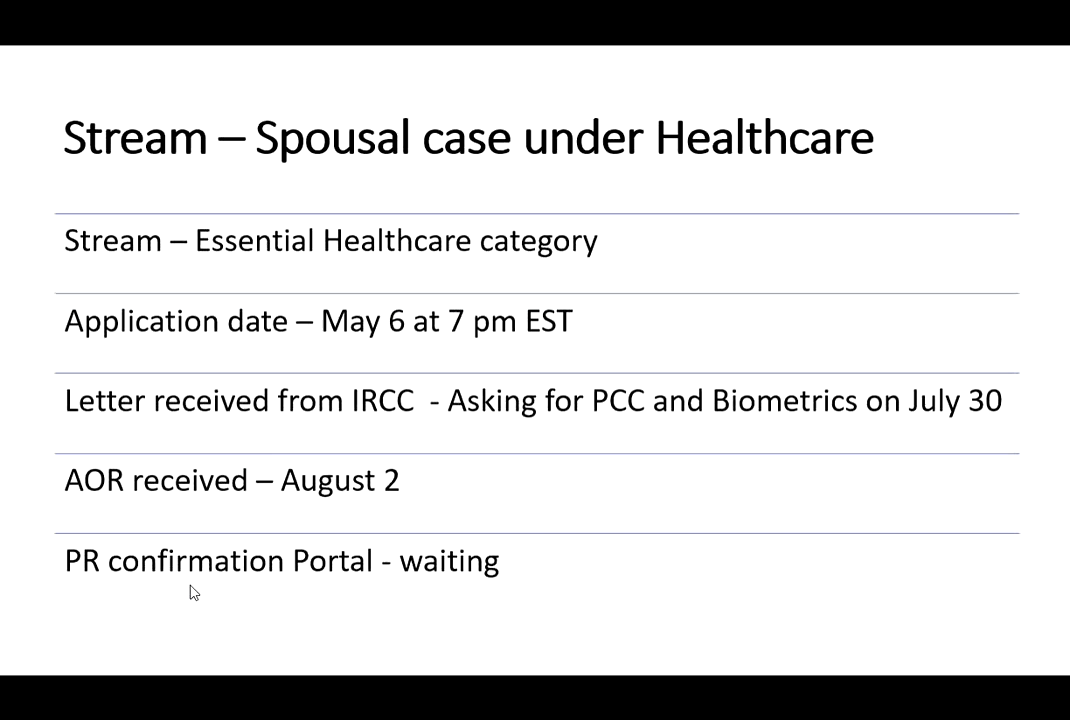 Stream – Spousal case under Healthcare
Stream – Essential Healthcare category
Application date – May 6 at 7 pm EST
Letter received from IRCC  - Asking for PCC and Biometrics on July 30
AOR received – August 2
PR confirmation Portal - waiting